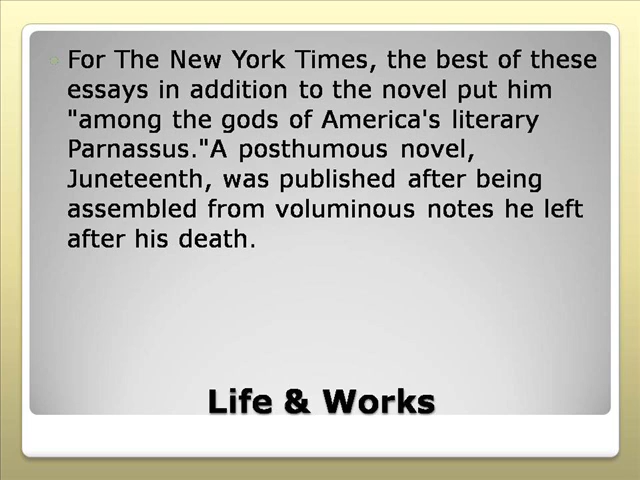 For The New York Times, the best of these
essays in addition to the novel put him
"among the gods of America's literary
Parnassus."A posthumous novel,
Juneteenth, was published after being
assembled from voluminous notes he left
after his death.
Life & Works